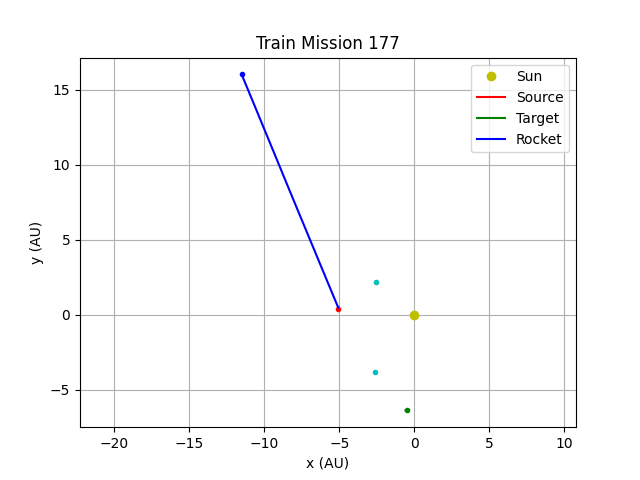 Train Mission 177
Sun
Source
Target
Rocket
15
10
5
0
−5
y (AU)
−20 −15 −10 −5 0 5 10
x (AU)